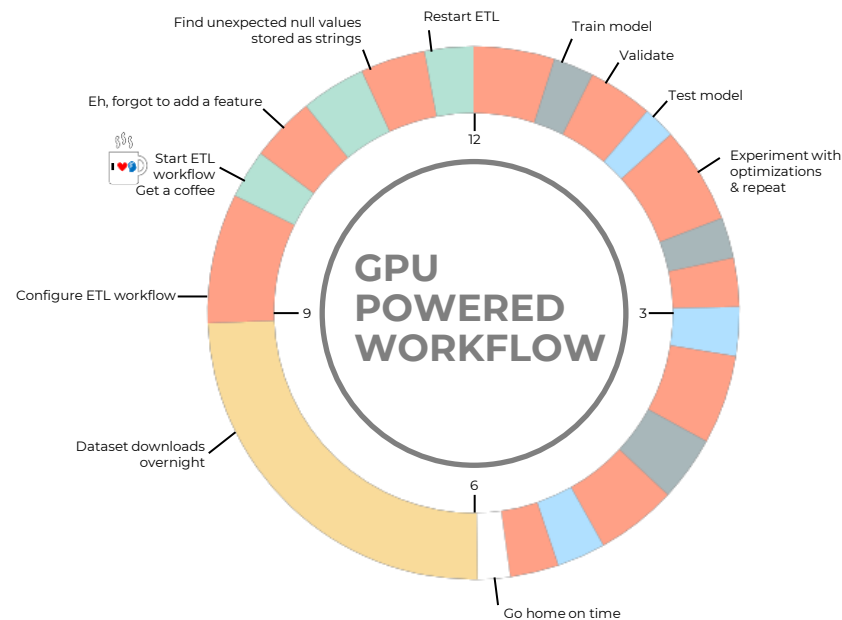 Restart ETL
Find unexpected null values
stored as strings
Train model
Validate
Eh, forgot to add a feature
Test model
12
Start ETL
workflow
Get a coffee
I
Experiment with
optimizations
& repeat
GPU
POWERED
WORKFLOW
Configure ETL workflow
9
3
Dataset downloads
overnight
6
Go home on time